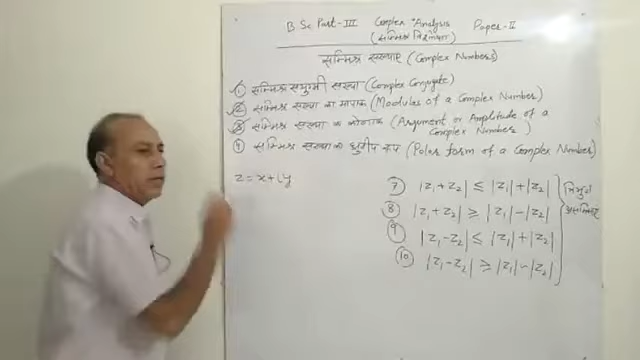 B.Sc Part-III Complex Analysis Paper-II
(सम्मिश्र विश्लेषण)
सम्मिश्र संख्याएँ (Complex Numbers)
① सम्मिश्र संयुग्मी संख्या (Complex Conjugate)
② सम्मिश्र संख्या का मापांक (Modules of a Complex Number)
③ सम्मिश्र संख्या का कोणांक (Argument or Amplitude of a
Complex Number)
④ सम्मिश्र संख्या का ध्रुवीय रूप (Polar form of a Complex Number)
z = x+iy
⑦ |z₁+z₂| ≤ |z₁|+|z₂|
⑧ |z₁+z₂| ≥ |z₁|-|z₂|
⑨ |z₁-z₂| ≤ |z₁|+|z₂|
⑩ |z₁-z₂| ≥ |z₁|-|z₂|
त्रिभुज